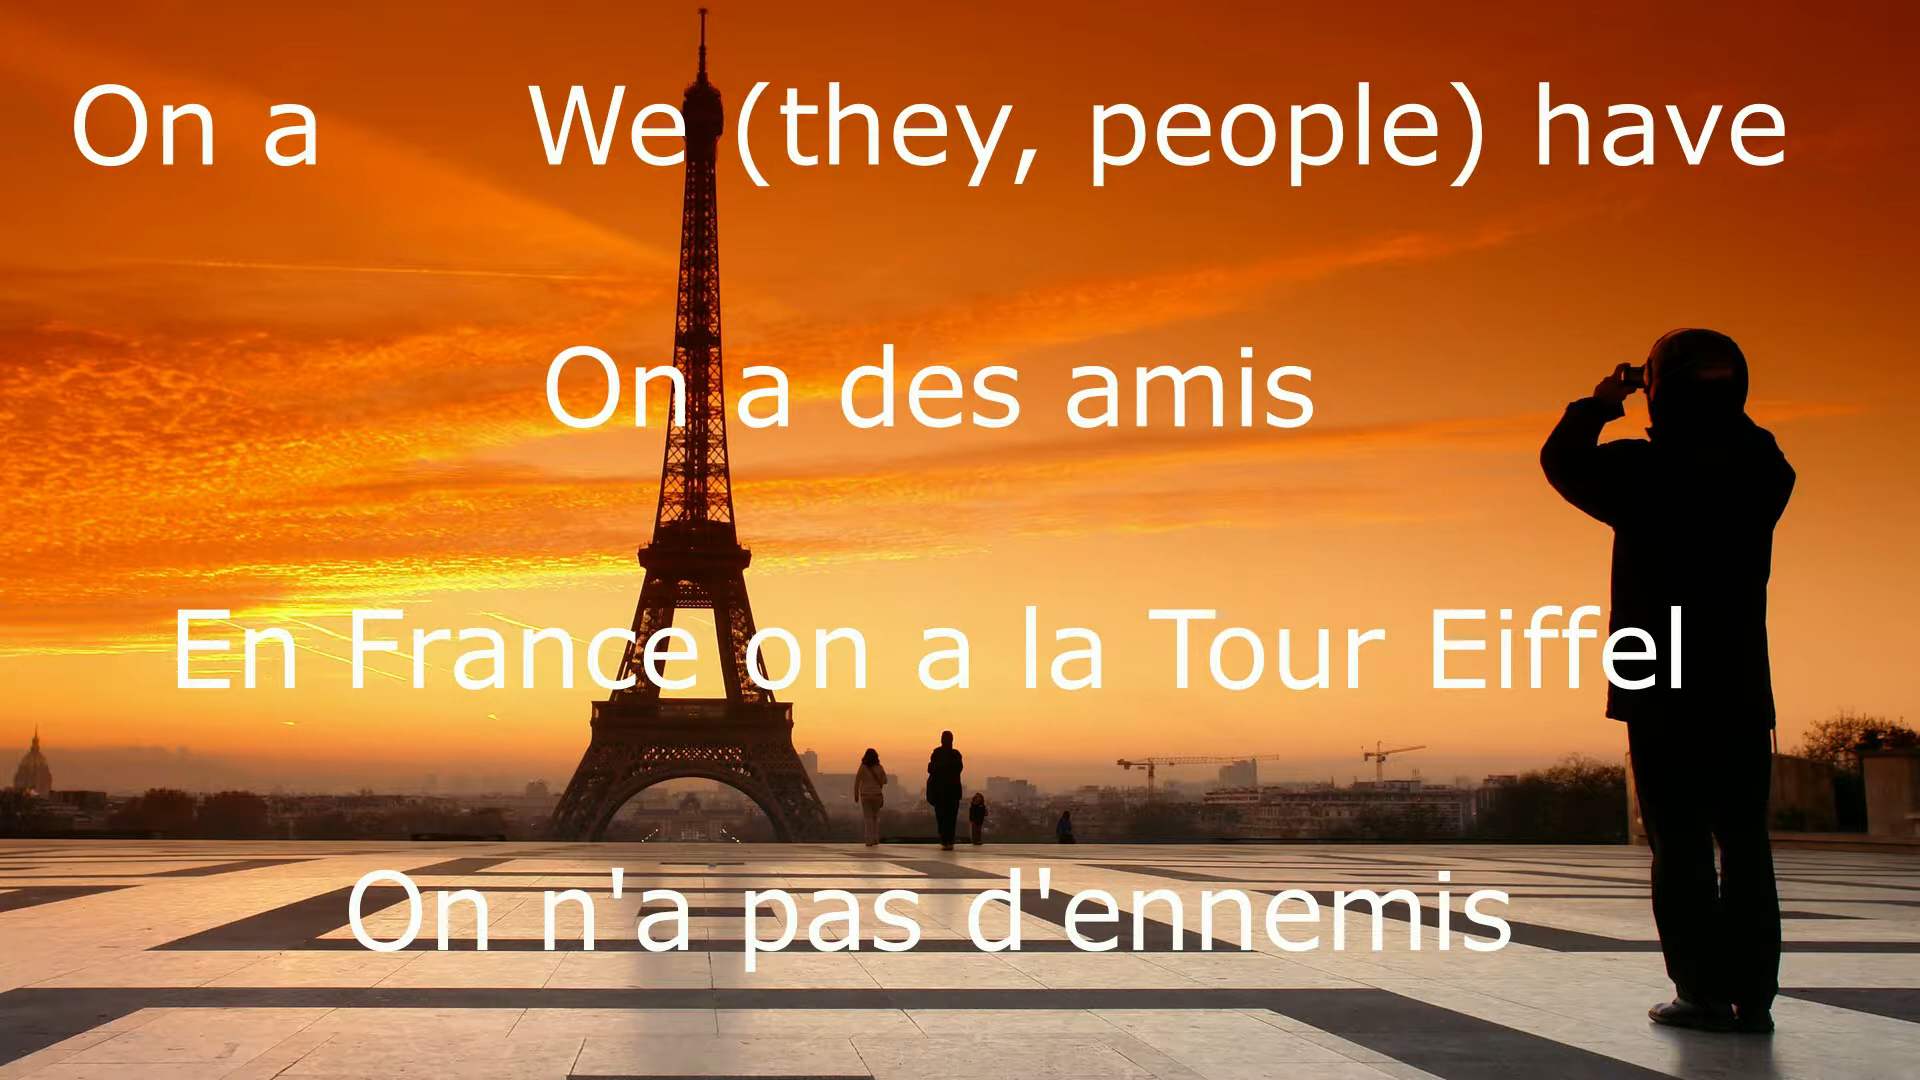 On a We (they, people) have
On a des amis
En France on a la Tour Eiffel
On n'a pas d'ennemis